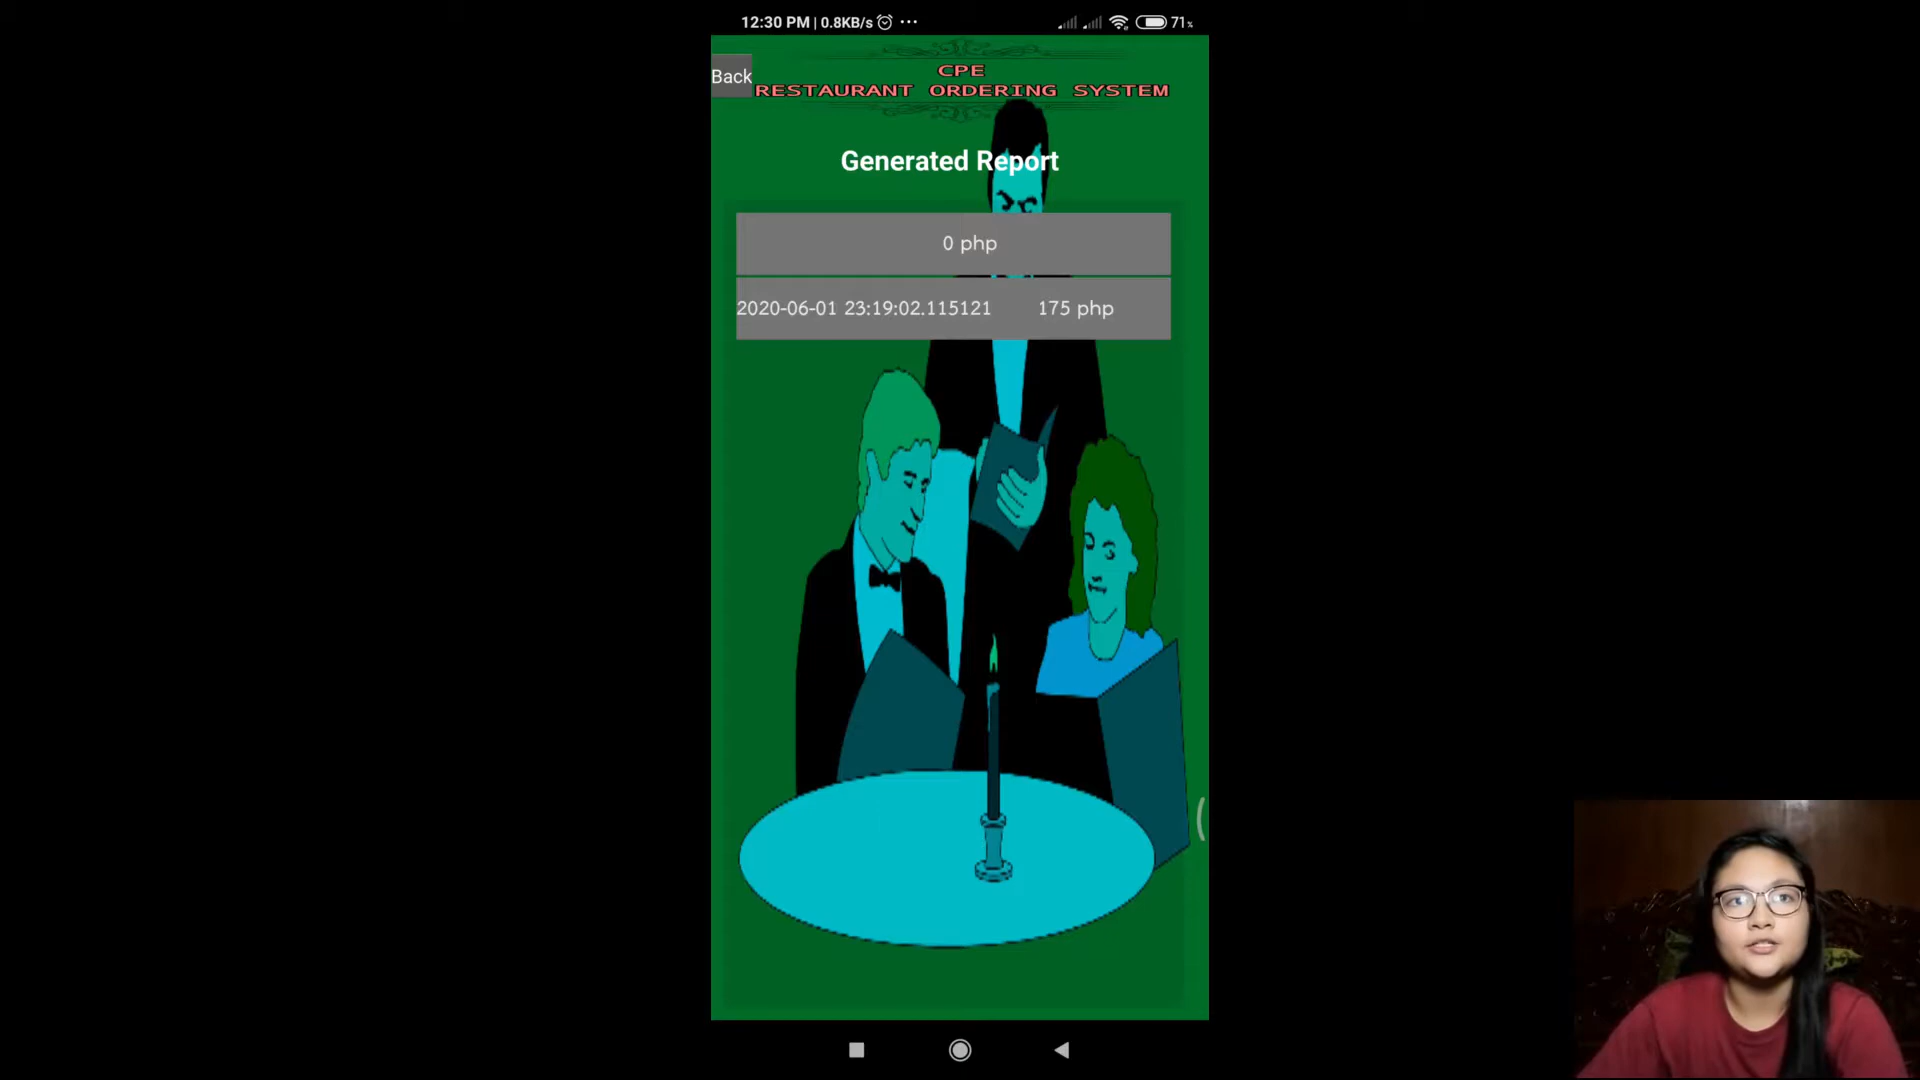 12:30 PM | 0.8KB/s ...
71%
Back
CPE
RESTAURANT ORDERING SYSTEM
Generated Report
0 php
2020-06-01 23:19:02.115121 175 php